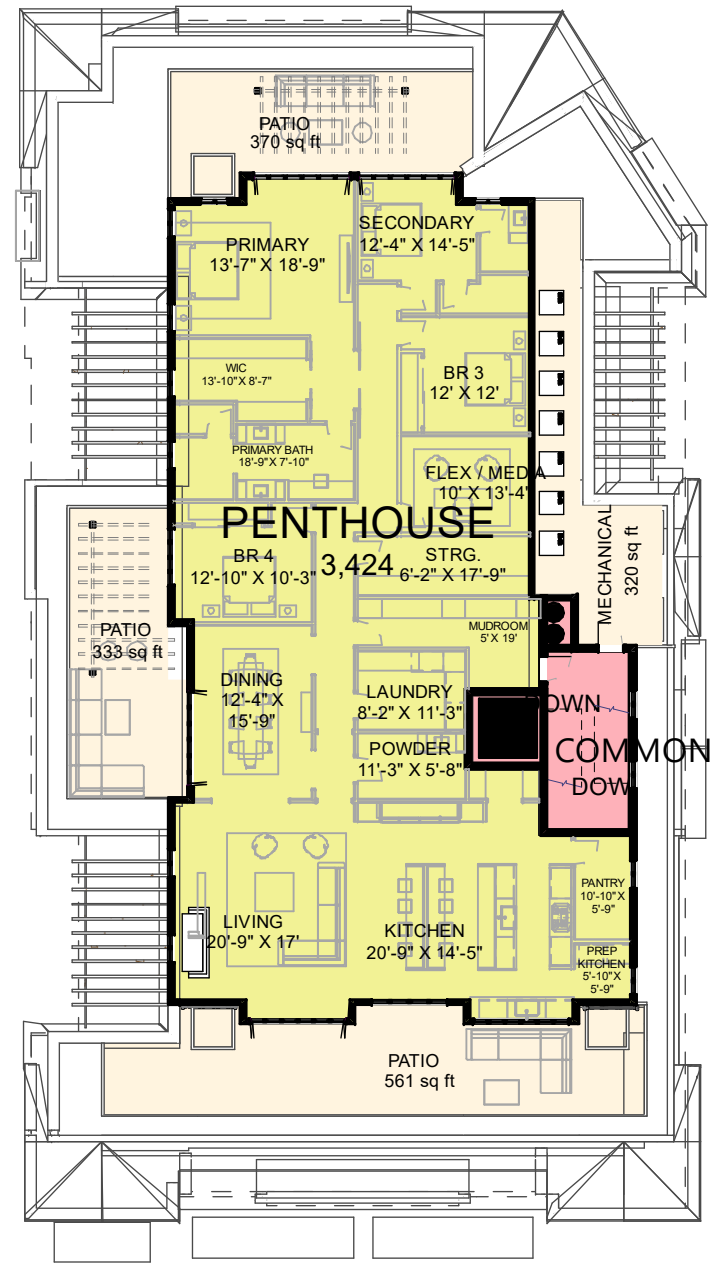 PATIO
370 sq ft
SECONDARY
12'-4" X 14'-5"
PRIMARY
13'-7" X 18'-9"
WIC
13'-10" X 8'-7"
BR 3
12' X 12'
PRIMARY BATH
18'-9" X 7'-10"
FLEX / MEDIA
10' X 13'-4"
PENTHOUSE
3,424
BR 4
12'-10" X 10'-3"
STRG.
6'-2" X 17'-9"
MECHANICAL
320 sq ft
PATIO
333 sq ft
MUDROOM
5' X 19'
DINING
12'-4" X
15'-9"
LAUNDRY
8'-2" X 11'-3"
POWDER
11'-3" X 5'-8"
COMMON
LIVING
20'-9" X 17'
KITCHEN
20'-9" X 14'-5"
PANTRY
10'-10" X
5'-9"
PREP
KITCHEN
5'-10" X
5'-9"
PATIO
561 sq ft